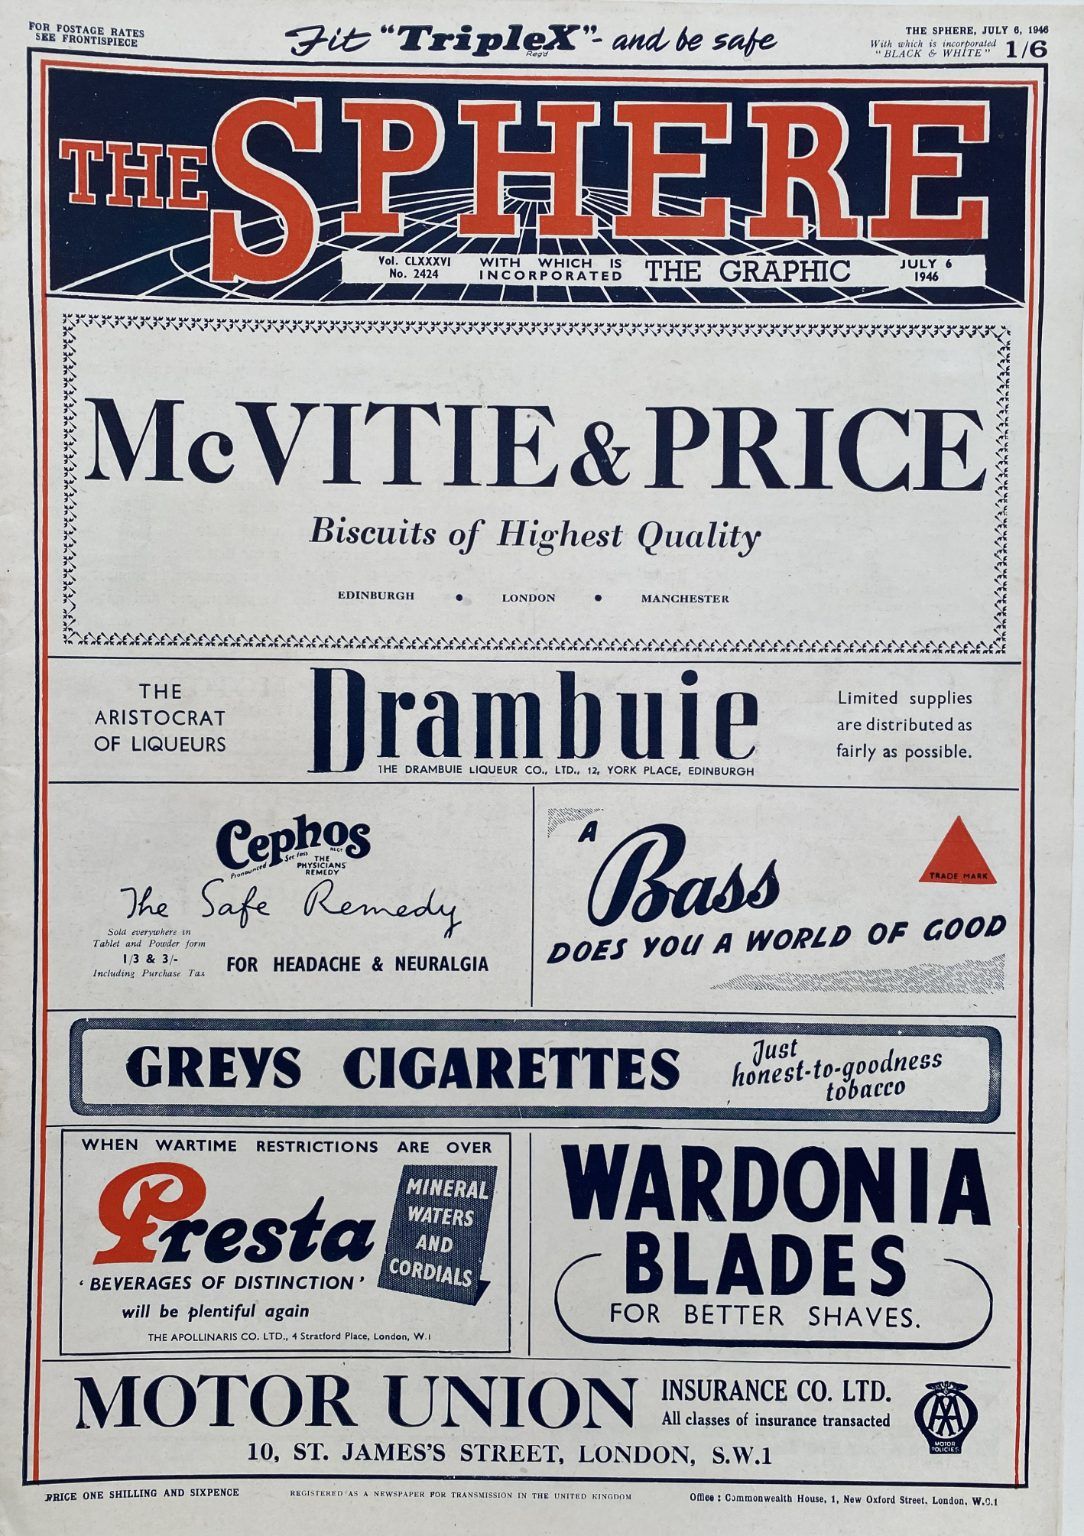 FOR POSTAGE RATES
SEE FRONTISPIECE
Fit "TripleX" - and be safe
Regd
THE SPHERE, JULY 6, 1946
With which is incorporated
"BLACK & WHITE"
1/6
THE SPHERE
Vol. CLXXXVI
No. 2424
WITH WHICH IS
INCORPORATED
THE GRAPHIC
JULY 6
1946
McVITIE & PRICE
Biscuits of Highest Quality
EDINBURGH • LONDON • MANCHESTER
THE
ARISTOCRAT
OF LIQUEURS
Drambuie
THE DRAMBUIE LIQUEUR CO., LTD., 12, YORK PLACE, EDINBURGH
Limited supplies
are distributed as
fairly as possible.
Cephos
REGD
Pronounced See foss
THE
PHYSICIANS'
REMEDY
The Safe Remedy
Sold everywhere in
Tablet and Powder form
1/3 & 3/-
Including Purchase Tax
FOR HEADACHE & NEURALGIA
A
Bass
TRADE MARK
DOES YOU A WORLD OF GOOD
GREYS CIGARETTES
Just
honest-to-goodness
tobacco
WHEN WARTIME RESTRICTIONS ARE OVER
Presta
MINERAL
WATERS
AND
CORDIALS
'BEVERAGES OF DISTINCTION'
will be plentiful again
THE APOLLINARIS CO. LTD., 4 Stratford Place, London, W.1
WARDONIA
BLADES
FOR BETTER SHAVES.
MOTOR UNION
INSURANCE CO. LTD.
All classes of insurance transacted
10, ST. JAMES'S STREET, LONDON, S.W.1
AA
MOTOR
POLICIES
PRICE ONE SHILLING AND SIXPENCE
REGISTERED AS A NEWSPAPER FOR TRANSMISSION IN THE UNITED KINGDOM
Office : Commonwealth House, 1, New Oxford Street, London, W.C.1